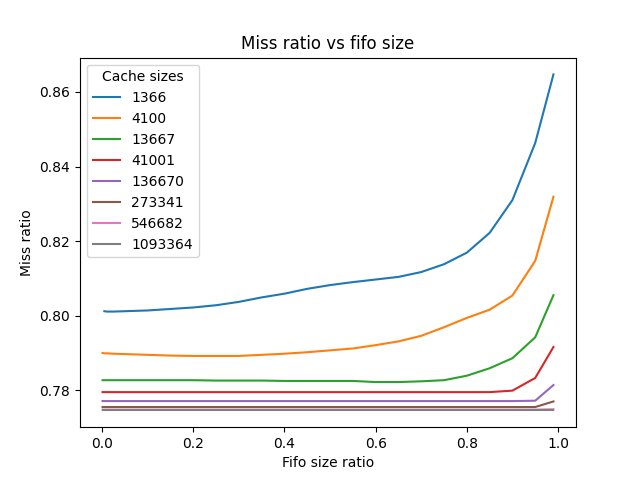 Miss ratio vs fifo size
Cache sizes
1366
4100
13667
41001
136670
273341
546682
1093364
Miss ratio
0.86
0.84
0.82
0.80
0.78
0.0 0.2 0.4 0.6 0.8 1.0
Fifo size ratio